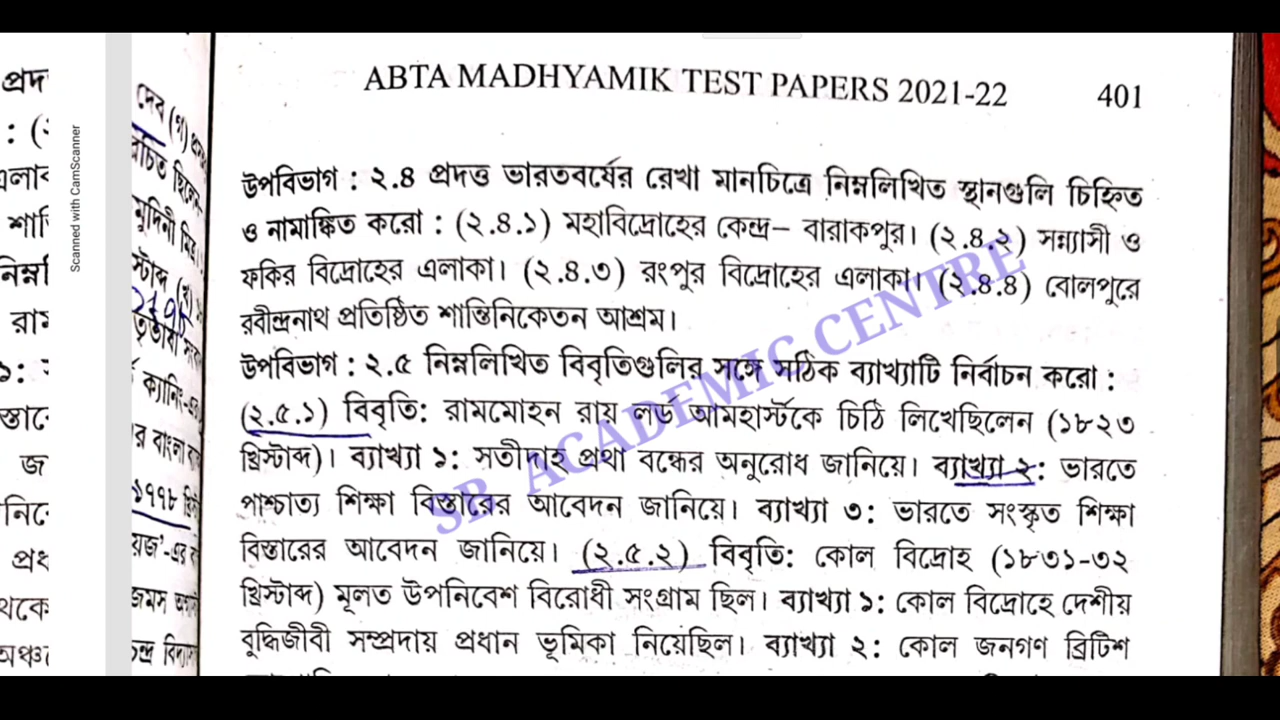 ABTA MADHYAMIK TEST PAPERS 2021-22 401
উপবিভাগ : ২.৪ প্রদত্ত ভারতবর্ষের রেখা মানচিত্রে নিম্নলিখিত স্থানগুলি চিহ্নিত
ও নামাঙ্কিত করো : (২.৪.১) মহাবিদ্রোহের কেন্দ্র– বারাকপুর। (২.৪.২) সন্ন্যাসী ও
ফকির বিদ্রোহের এলাকা। (২.৪.৩) রংপুর বিদ্রোহের এলাকা। (২.৪.৪) বোলপুরে
রবীন্দ্রনাথ প্রতিষ্ঠিত শান্তিনিকেতন আশ্রম।
উপবিভাগ : ২.৫ নিম্নলিখিত বিবৃতিগুলির সঙ্গে সঠিক ব্যাখ্যাটি নির্বাচন করো :
(২.৫.১) বিবৃতি: রামমোহন রায় লর্ড আমহার্স্টকে চিঠি লিখেছিলেন (১৮২৩
খ্রিস্টাব্দ)। ব্যাখ্যা ১: সতীদাহ প্রথা বন্ধের অনুরোধ জানিয়ে। ব্যাখ্যা ২: ভারতে
পাশ্চাত্য শিক্ষা বিস্তারের আবেদন জানিয়ে। ব্যাখ্যা ৩: ভারতে সংস্কৃত শিক্ষা
বিস্তারের আবেদন জানিয়ে। (২.৫.২) বিবৃতি: কোল বিদ্রোহ (১৮৩১-৩২
খ্রিস্টাব্দ) মূলত উপনিবেশ বিরোধী সংগ্রাম ছিল। ব্যাখ্যা ১: কোল বিদ্রোহে দেশীয়
বুদ্ধিজীবী সম্প্রদায় প্রধান ভূমিকা নিয়েছিল। ব্যাখ্যা ২: কোল জনগণ ব্রিটিশ
SB ACADEMIC CENTRE
Scanned with CamScanner